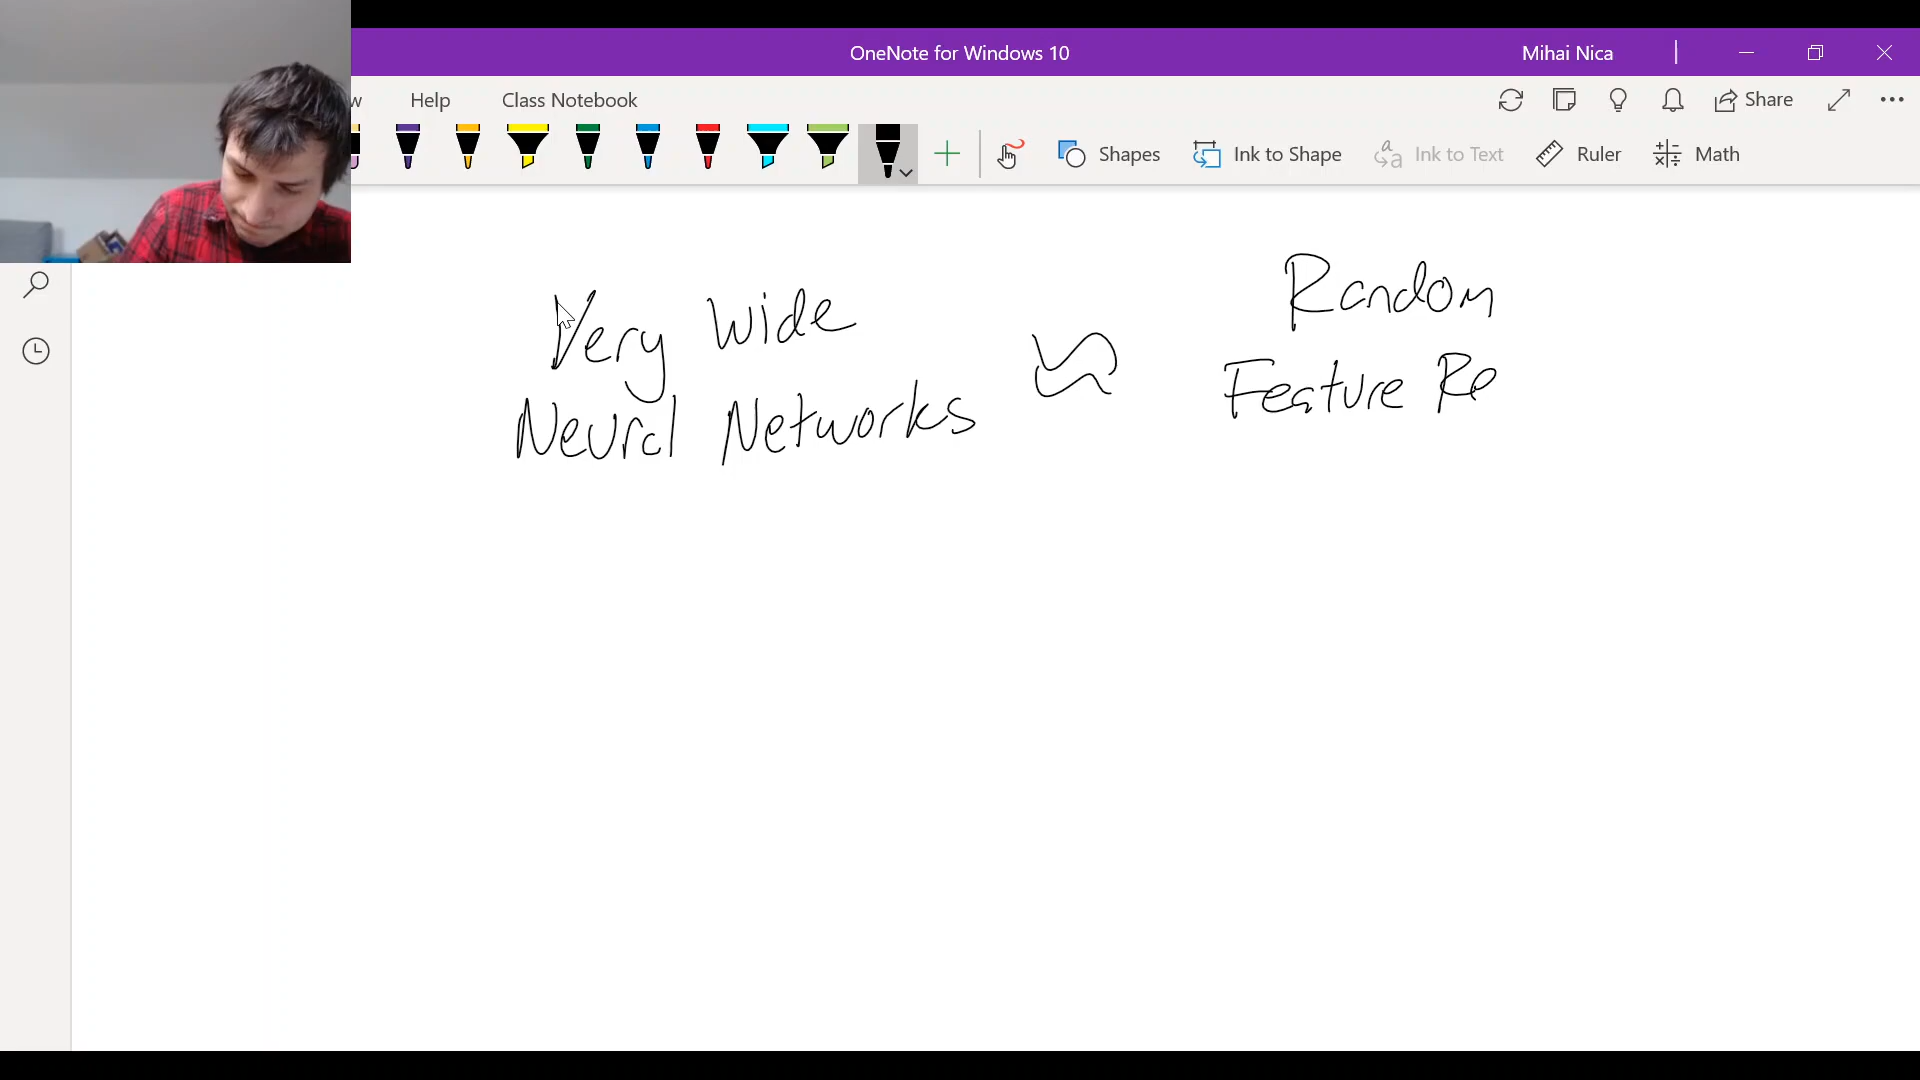 OneNote for Windows 10
Mihai Nica
w Help Class Notebook
Share
Shapes Ink to Shape Ink to Text Ruler Math
Very Wide
Neural Networks
≈
Random
Feature Re